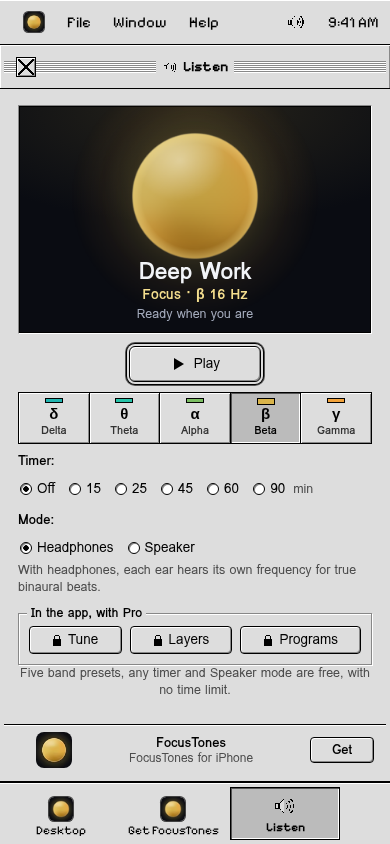 File Window Help 9:41 AM
Listen
Deep Work
Focus · β 16 Hz
Ready when you are
Play
δ θ α β γ
Delta Theta Alpha Beta Gamma
Timer:
Off 15 25 45 60 90 min
Mode:
Headphones Speaker
With headphones, each ear hears its own frequency for true
binaural beats.
In the app, with Pro
Tune Layers Programs
Five band presets, any timer and Speaker mode are free, with
no time limit.
FocusTones
FocusTones for iPhone
Get
Desktop Get FocusTones Listen